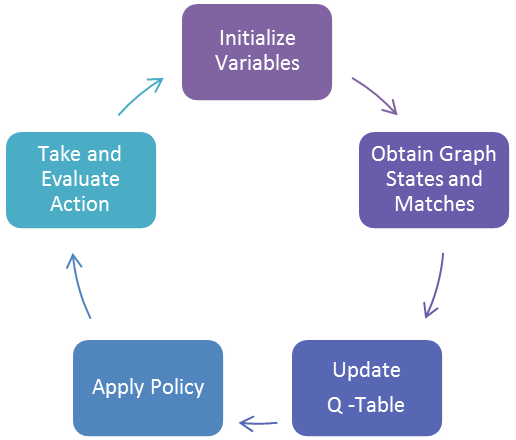 Initialize
Variables
Obtain Graph
States and
Matches
Update
Q -Table
Apply Policy
Take and
Evaluate
Action